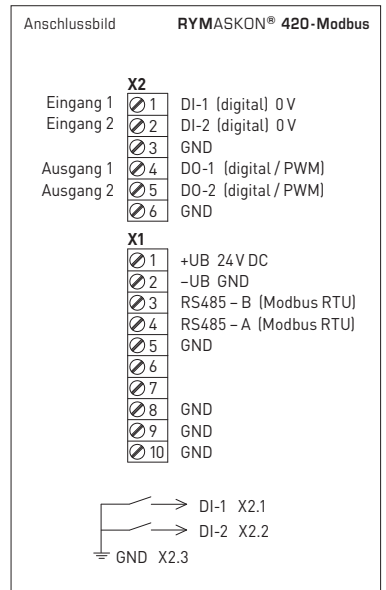 Anschlussbild RYMASKON® 420-Modbus
X2
Eingang 1 1 DI-1 (digital) 0 V
Eingang 2 2 DI-2 (digital) 0 V
3 GND
Ausgang 1 4 DO-1 (digital / PWM)
Ausgang 2 5 DO-2 (digital / PWM)
6 GND
X1
1 +UB 24 V DC
2 –UB GND
3 RS485 – B (Modbus RTU)
4 RS485 – A (Modbus RTU)
5 GND
6
7
8 GND
9 GND
10 GND
DI-1 X2.1
DI-2 X2.2
GND X2.3